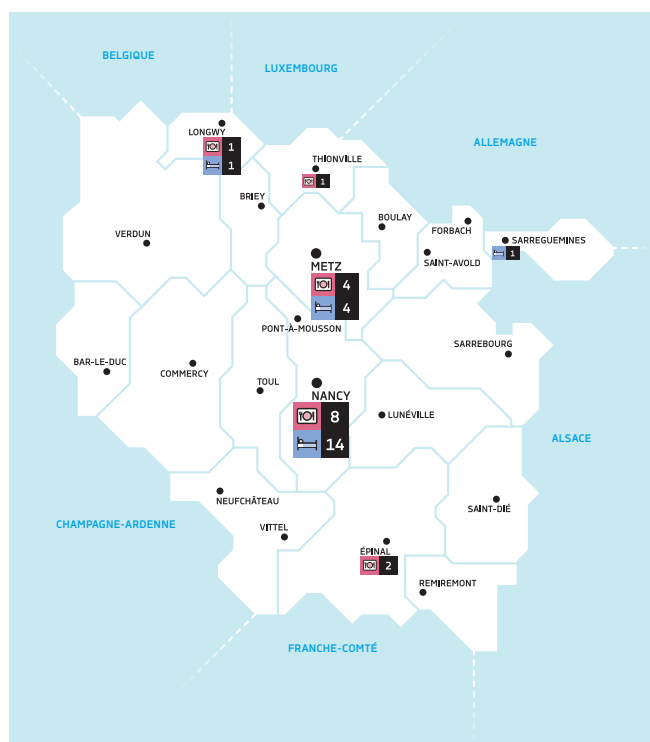 BELGIQUE
LUXEMBOURG
ALLEMAGNE
LONGWY
1
1
THIONVILLE
1
BRIEY
BOULAY
FORBACH
SARREGUEMINES
1
VERDUN
SAINT-AVOLD
METZ
4
4
PONT-À-MOUSSON
SARREBOURG
BAR-LE-DUC
COMMERCY
TOUL
NANCY
8
14
LUNÉVILLE
ALSACE
NEUFCHÂTEAU
SAINT-DIÉ
CHAMPAGNE-ARDENNE
VITTEL
ÉPINAL
2
REMIREMONT
FRANCHE-COMTÉ